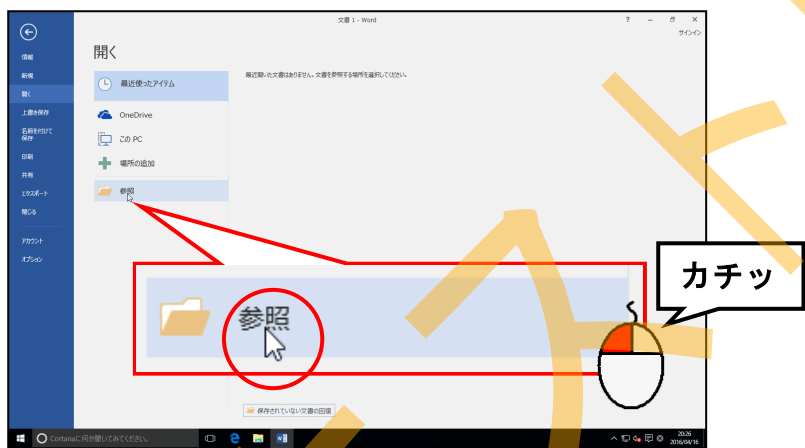 文書 1 - Word
?
サインイン
情報
新規
開く
上書き保存
名前を付けて
保存
印刷
共有
エクスポート
閉じる
アカウント
オプション
開く
最近使ったアイテム
OneDrive
この PC
場所の追加
参照
最近開いた文書はありません。文書を参照する場所を選択してください。
参照
カチッ
保存されていない文書の回復
Cortanaに何か聞いてみてください。
20:26
2016/04/16